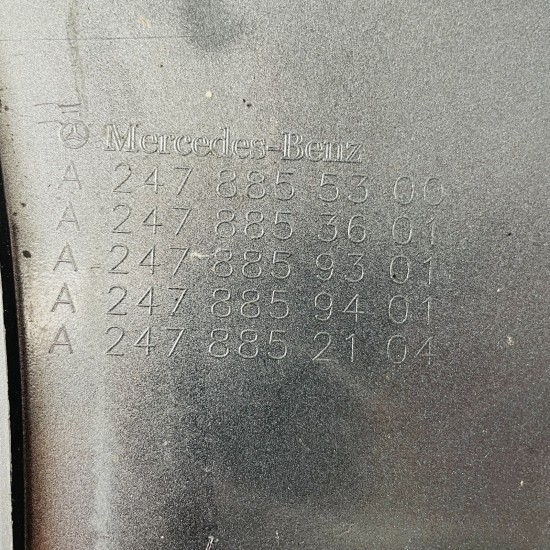 Mercedes-Benz
A 247 885 53 00
A 247 885 36 01
A 247 885 93 01
A 247 885 94 01
A 247 885 21 04